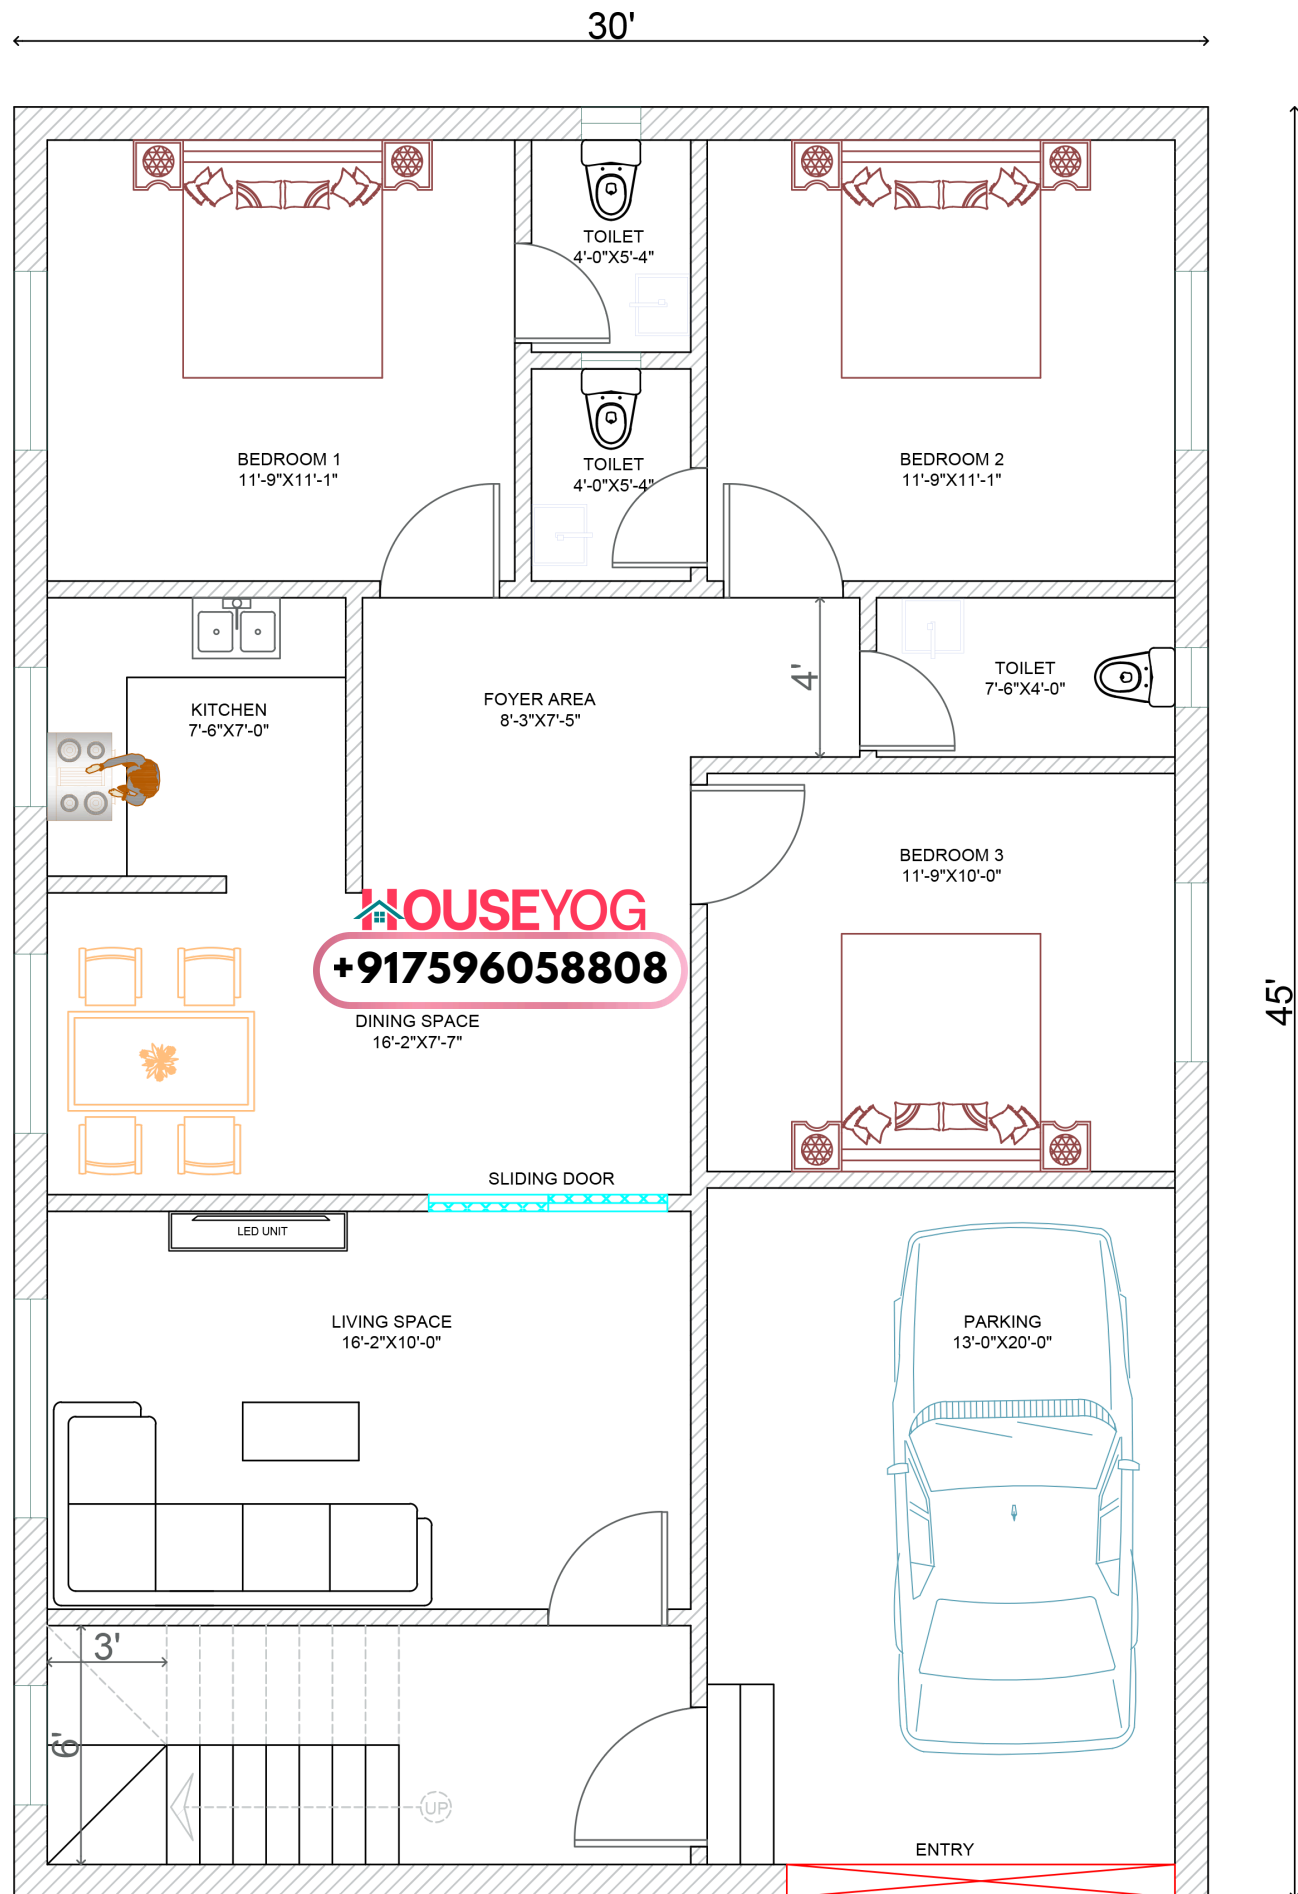 30'
TOILET
4'-0"X5'-4"
BEDROOM 1
11'-9"X11'-1"
TOILET
4'-0"X5'-4"
BEDROOM 2
11'-9"X11'-1"
KITCHEN
7'-6"X7'-0"
FOYER AREA
8'-3"X7'-5"
4'
TOILET
7'-6"X4'-0"
BEDROOM 3
11'-9"X10'-0"
HOUSEYOG
+917596058808
DINING SPACE
16'-2"X7'-7"
45'
SLIDING DOOR
LED UNIT
LIVING SPACE
16'-2"X10'-0"
PARKING
13'-0"X20'-0"
3'
6'
UP
ENTRY